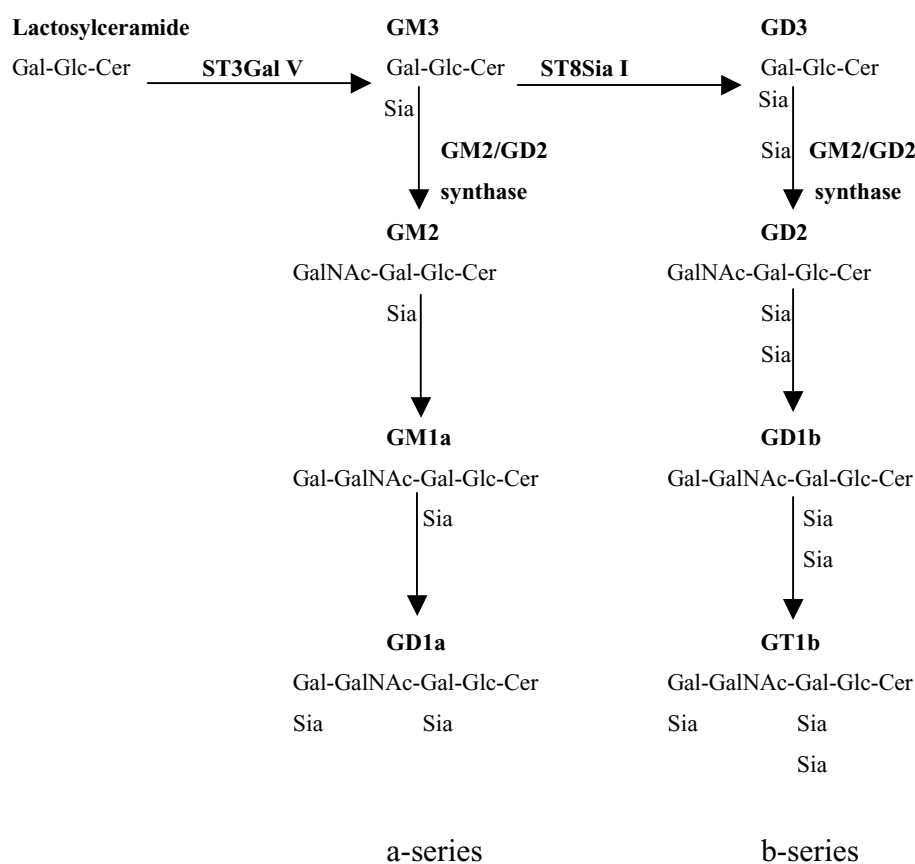 Lactosylceramide GM3 GD3
Gal-Glc-Cer ST3Gal V Gal-Glc-Cer ST8Sia I Gal-Glc-Cer
Sia Sia
GM2/GD2 Sia GM2/GD2
synthase synthase
GM2 GD2
GalNAc-Gal-Glc-Cer GalNAc-Gal-Glc-Cer
Sia Sia
Sia
GM1a GD1b
Gal-GalNAc-Gal-Glc-Cer Gal-GalNAc-Gal-Glc-Cer
Sia Sia
Sia
GD1a GT1b
Gal-GalNAc-Gal-Glc-Cer Gal-GalNAc-Gal-Glc-Cer
Sia Sia Sia Sia
Sia
a-series b-series